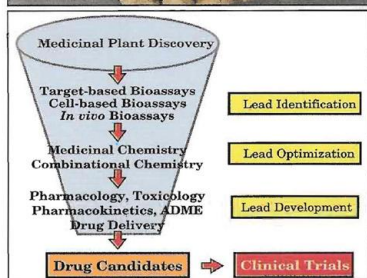 Medicinal Plant Discovery
Target-based Bioassays
Cell-based Bioassays
In vivo Bioassays
Lead Identification
Medicinal Chemistry
Combinational Chemistry
Lead Optimization
Pharmacology, Toxicology
Pharmacokinetics, ADME
Drug Delivery
Lead Development
Drug Candidates
Clinical Trials